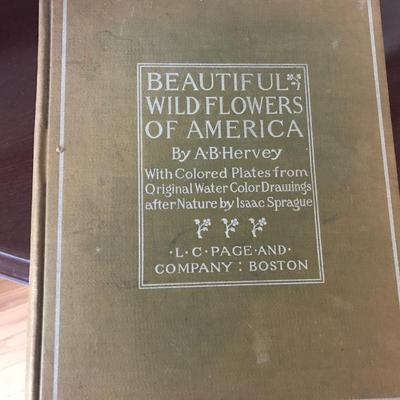 BEAUTIFUL
WILD FLOWERS
OF AMERICA
By A·B·Hervey
With Colored Plates from
Original Water Color Drawings
after Nature by Isaac Sprague
·L·C·PAGE·AND·
COMPANY : BOSTON